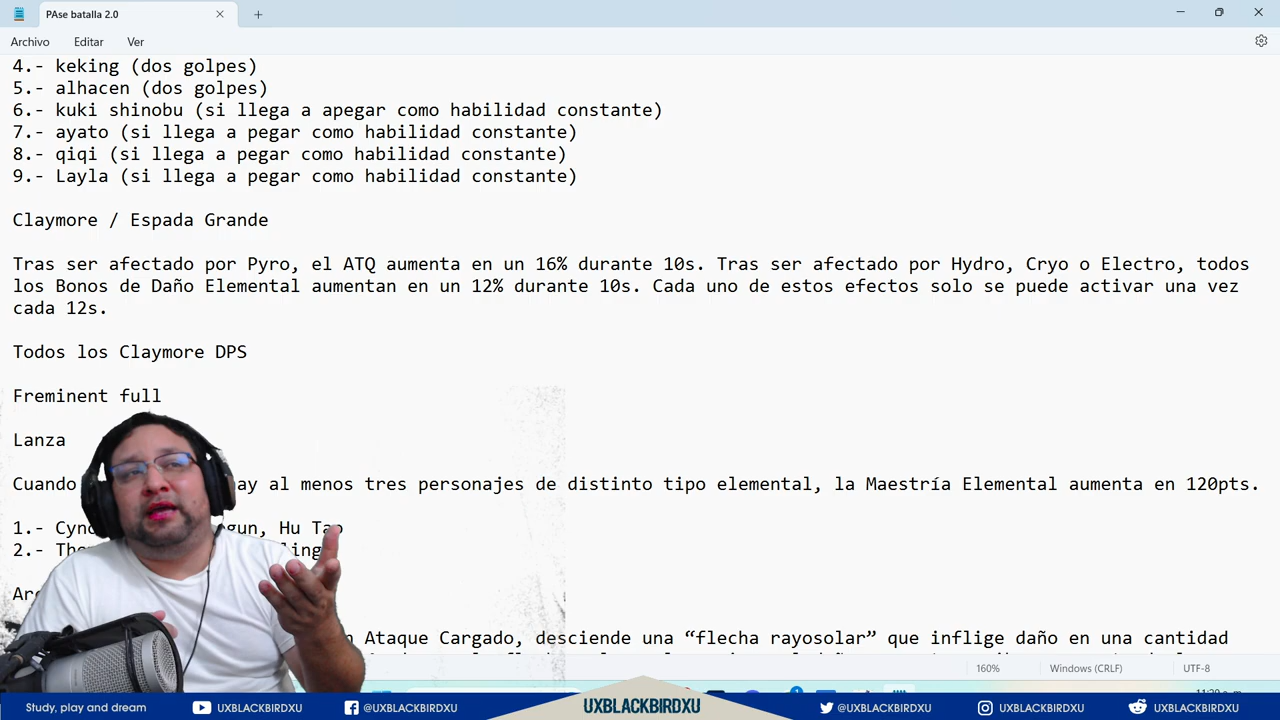 PAse batalla 2.0
Archivo Editar Ver
4.- keking (dos golpes)
5.- alhacen (dos golpes)
6.- kuki shinobu (si llega a apegar como habilidad constante)
7.- ayato (si llega a pegar como habilidad constante)
8.- qiqi (si llega a pegar como habilidad constante)
9.- Layla (si llega a pegar como habilidad constante)
Claymore / Espada Grande
Tras ser afectado por Pyro, el ATQ aumenta en un 16% durante 10s. Tras ser afectado por Hydro, Cryo o Electro, todos
los Bonos de Daño Elemental aumentan en un 12% durante 10s. Cada uno de estos efectos solo se puede activar una vez
cada 12s.
Todos los Claymore DPS
Freminent full
Lanza
Cuando al menos tres personajes de distinto tipo elemental, la Maestría Elemental aumenta en 120pts.
1.- Hu Tao
2.-
Ataque Cargado, desciende una “flecha rayosolar” que inflige daño en una cantidad
160% Windows (CRLF) UTF-8
Study, play and dream UXBLACKBIRDXU @UXBLACKBIRDXU UXBLACKBIRDXU @UXBLACKBIRDXU UXBLACKBIRDXU UXBLACKBIRDXU